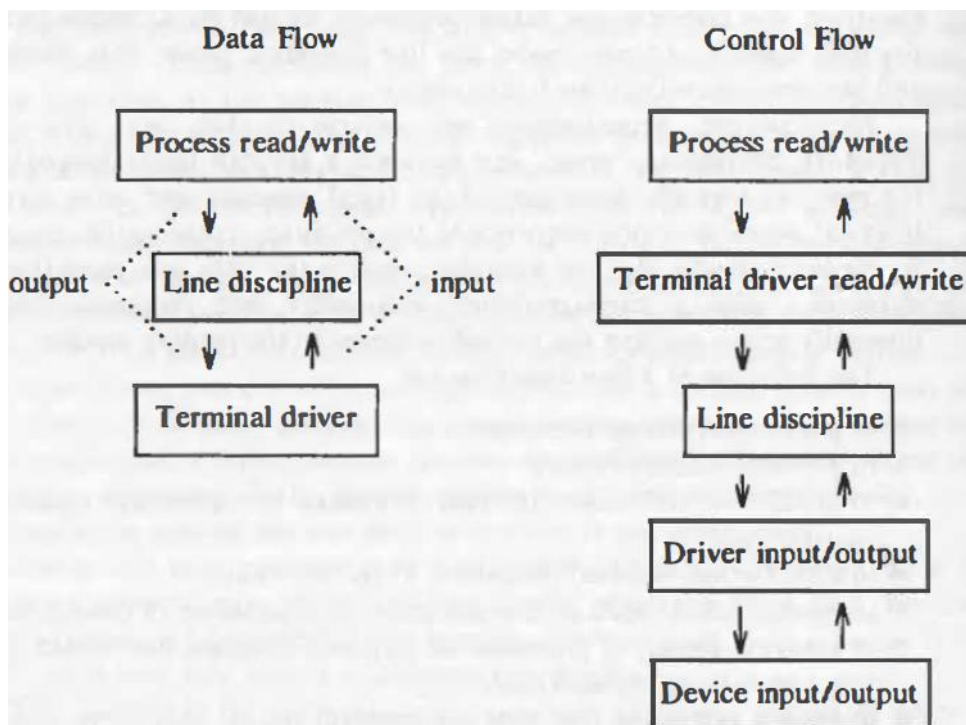 Data Flow
Control Flow
Process read/write
Process read/write
output
Line discipline
input
Terminal driver read/write
Terminal driver
Line discipline
Driver input/output
Device input/output